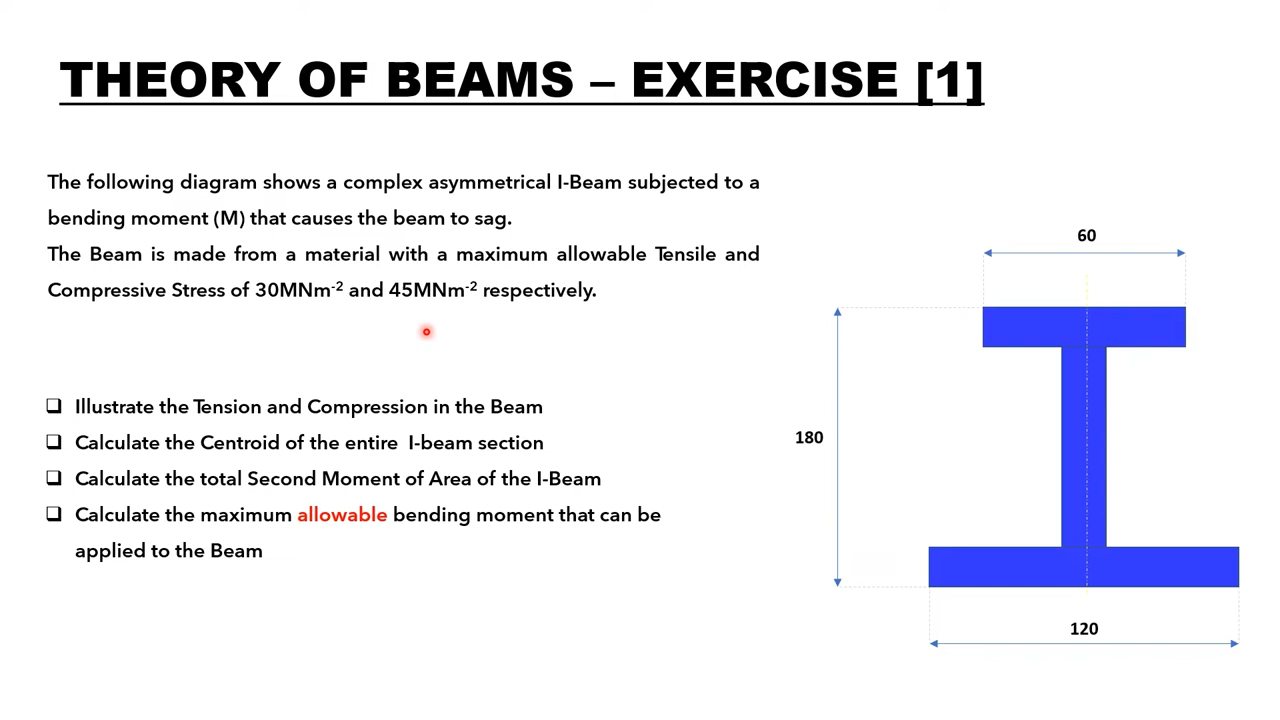 THEORY OF BEAMS – EXERCISE [1]
The following diagram shows a complex asymmetrical I-Beam subjected to a
bending moment (M) that causes the beam to sag.
The Beam is made from a material with a maximum allowable Tensile and
Compressive Stress of 30MNm⁻² and 45MNm⁻² respectively.
❑ Illustrate the Tension and Compression in the Beam
❑ Calculate the Centroid of the entire I-beam section
❑ Calculate the total Second Moment of Area of the I-Beam
❑ Calculate the maximum allowable bending moment that can be
applied to the Beam
60
180
120